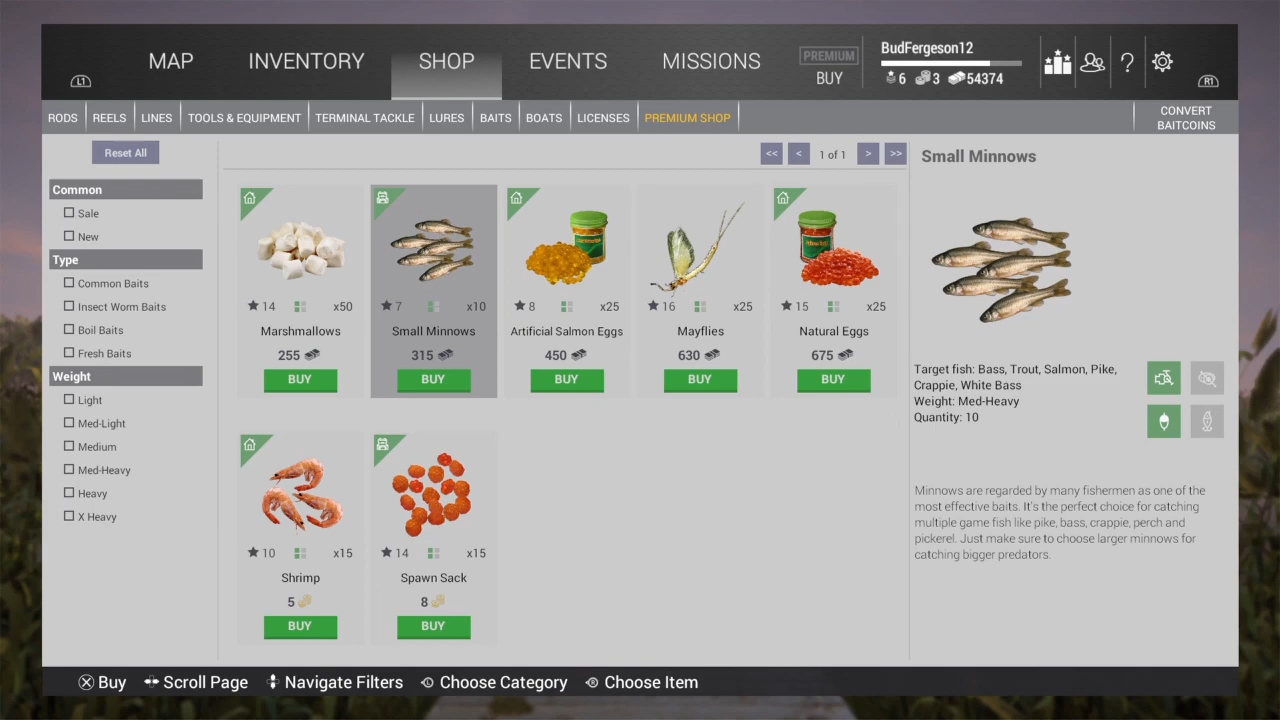 MAP
INVENTORY
SHOP
EVENTS
MISSIONS
PREMIUM
BUY
BudFergeson12
6
3
54374
?
L1
R1
RODS
REELS
LINES
TOOLS & EQUIPMENT
TERMINAL TACKLE
LURES
BAITS
BOATS
LICENSES
PREMIUM SHOP
CONVERT
BAITCOINS
Reset All
<<
<
1 of 1
>
>>
Common
Sale
New
Type
Common Baits
Insect Worm Baits
Boil Baits
Fresh Baits
Weight
Light
Med-Light
Medium
Med-Heavy
Heavy
X Heavy
14
x50
Marshmallows
255
BUY
7
x10
Small Minnows
315
BUY
8
x25
Artificial Salmon Eggs
450
BUY
16
x25
Mayflies
630
BUY
15
x25
Natural Eggs
675
BUY
10
x15
Shrimp
5
BUY
14
x15
Spawn Sack
8
BUY
Small Minnows
Target fish: Bass, Trout, Salmon, Pike,
Crappie, White Bass
Weight: Med-Heavy
Quantity: 10
Minnows are regarded by many fishermen as one of the
most effective baits. It's the perfect choice for catching
multiple game fish like pike, bass, crappie, perch and
pickerel. Just make sure to choose larger minnows for
catching bigger predators.
Buy
Scroll Page
Navigate Filters
L
Choose Category
R
Choose Item